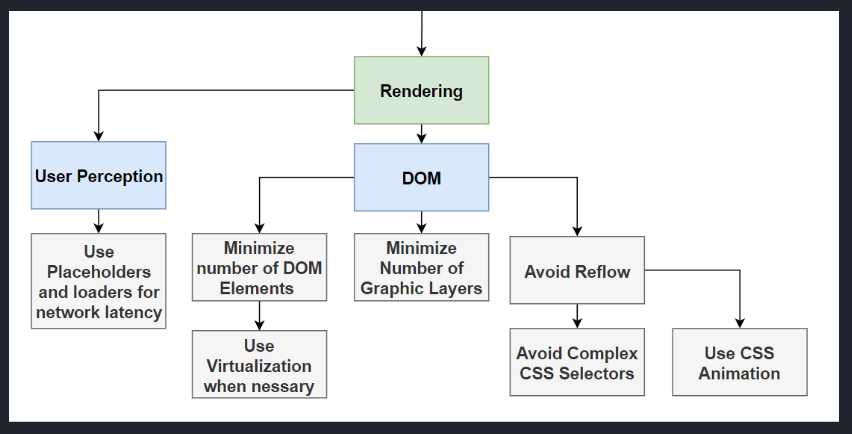 Rendering
User Perception
DOM
Use
Placeholders
and loaders for
network latency
Minimize
number of DOM
Elements
Minimize
Number of
Graphic Layers
Avoid Reflow
Use
Virtualization
when nessary
Avoid Complex
CSS Selectors
Use CSS
Animation